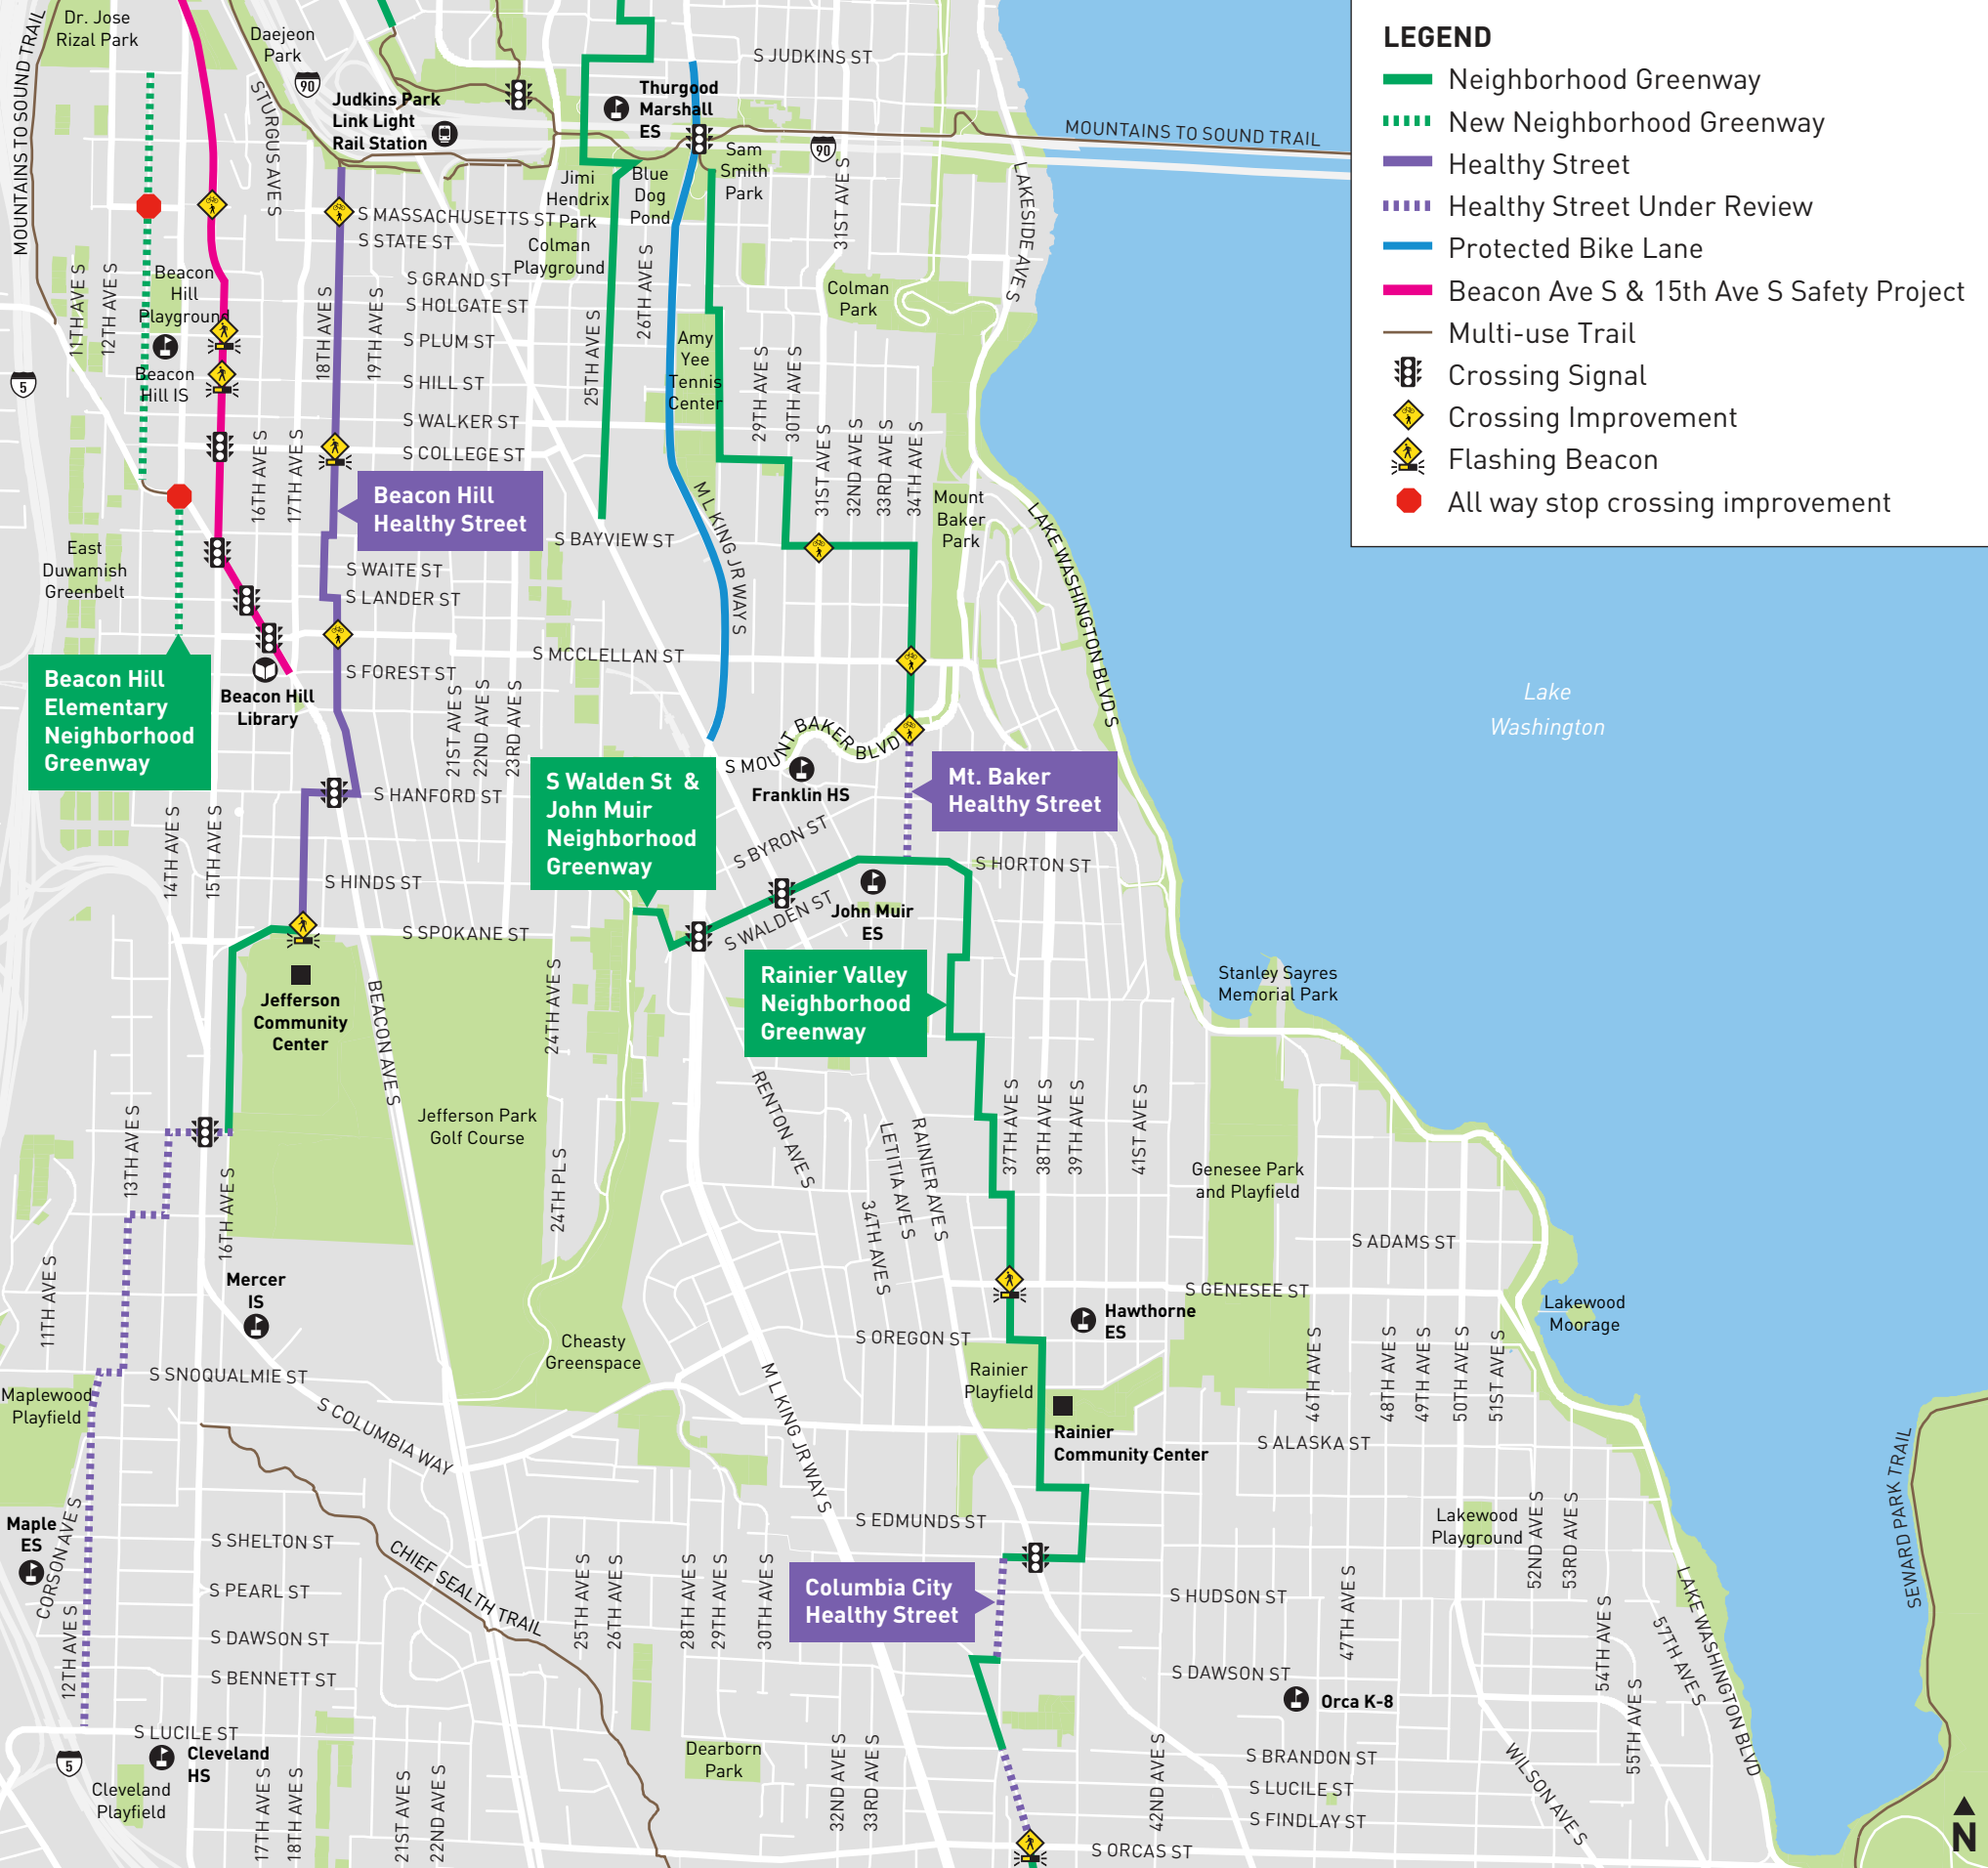 LEGEND
Neighborhood Greenway
New Neighborhood Greenway
Healthy Street
Healthy Street Under Review
Protected Bike Lane
Beacon Ave S & 15th Ave S Safety Project
Multi-use Trail
Crossing Signal
Crossing Improvement
Flashing Beacon
All way stop crossing improvement
Dr. Jose
Rizal Park
MOUNTAINS TO SOUND TRAIL
Daejeon
Park
90
STURGUS AVE S
Judkins Park
Link Light
Rail Station
Thurgood
Marshall
ES
S JUDKINS ST
90
MOUNTAINS TO SOUND TRAIL
Sam
Smith
Park
Blue
Dog
Pond
Jimi
Hendrix
Park
31ST AVE S
LAKESIDE AVE S
S MASSACHUSETTS ST
S STATE ST
Colman
Playground
S GRAND ST
S HOLGATE ST
26TH AVE S
Colman
Park
11TH AVE S
12TH AVE S
Beacon
Hill
Playground
Beacon
Hill IS
5
18TH AVE S
19TH AVE S
S PLUM ST
S HILL ST
S WALKER ST
S COLLEGE ST
25TH AVE S
Amy
Yee
Tennis
Center
29TH AVE S
30TH AVE S
31ST AVE S
32ND AVE S
33RD AVE S
34TH AVE S
16TH AVE S
17TH AVE S
Beacon Hill
Healthy Street
S BAYVIEW ST
M L KING JR WAY S
Mount
Baker
Park
LAKE WASHINGTON BLVD S
East
Duwamish
Greenbelt
S WAITE ST
S LANDER ST
S MCCLELLAN ST
S FOREST ST
Beacon Hill
Library
Beacon Hill
Elementary
Neighborhood
Greenway
Lake
Washington
21ST AVE S
22ND AVE S
23RD AVE S
S MOUNT BAKER BLVD
Franklin HS
Mt. Baker
Healthy Street
S HANFORD ST
S Walden St &
John Muir
Neighborhood
Greenway
S BYRON ST
S HORTON ST
14TH AVE S
15TH AVE S
S HINDS ST
S WALDEN ST
John Muir
ES
S SPOKANE ST
Rainier Valley
Neighborhood
Greenway
Stanley Sayres
Memorial Park
Jefferson
Community
Center
BEACON AVE S
24TH AVE S
Jefferson Park
Golf Course
RENTON AVE S
LETITIA AVE S
RAINIER AVE S
37TH AVE S
38TH AVE S
39TH AVE S
41ST AVE S
13TH AVE S
16TH AVE S
24TH PL S
34TH AVE S
Genesee Park
and Playfield
S ADAMS ST
11TH AVE S
Mercer
IS
S GENESEE ST
Hawthorne
ES
Lakewood
Moorage
Cheasty
Greenspace
S OREGON ST
Rainier
Playfield
S SNOQUALMIE ST
Maplewood
Playfield
S COLUMBIA WAY
M L KING JR WAY S
46TH AVE S
48TH AVE S
49TH AVE S
50TH AVE S
51ST AVE S
Rainier
Community Center
S ALASKA ST
SEWARD PARK TRAIL
Maple
ES
CORSON AVE S
S EDMUNDS ST
Lakewood
Playground
52ND AVE S
53RD AVE S
S SHELTON ST
CHIEF SEALTH TRAIL
S PEARL ST
25TH AVE S
26TH AVE S
28TH AVE S
29TH AVE S
30TH AVE S
Columbia City
Healthy Street
S HUDSON ST
47TH AVE S
54TH AVE S
57TH AVE S
LAKE WASHINGTON BLVD
12TH AVE S
S DAWSON ST
S BENNETT ST
S DAWSON ST
Orca K-8
55TH AVE S
S LUCILE ST
5
Cleveland
HS
Cleveland
Playfield
17TH AVE S
18TH AVE S
21ST AVE S
22ND AVE S
Dearborn
Park
32ND AVE S
33RD AVE S
42ND AVE S
S BRANDON ST
S LUCILE ST
S FINDLAY ST
WILSON AVE S
S ORCAS ST
N